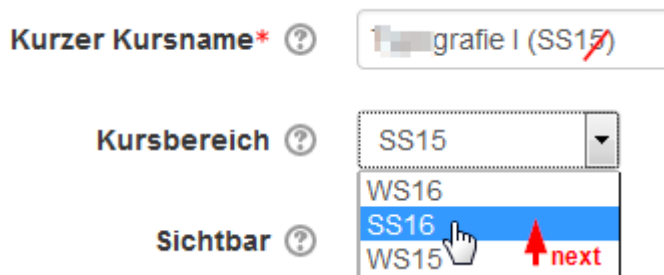 Kurzer Kursname*
grafie I (SS15)
Kursbereich
SS15
WS16
SS16
Sichtbar
WS15
next